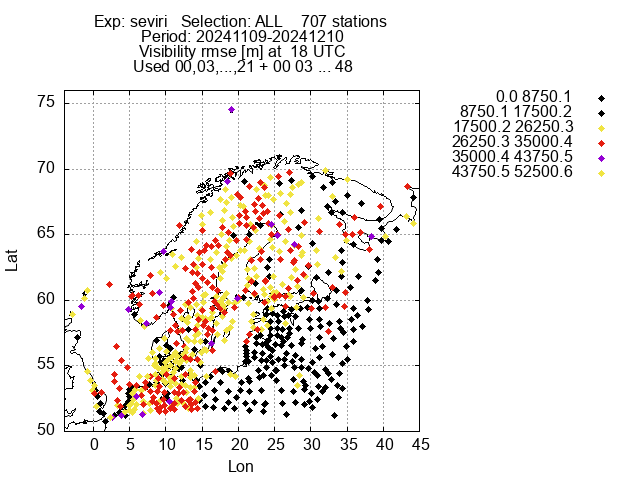 Exp: seviri   Selection: ALL    707 stations
Period: 20241109-20241210
Visibility rmse [m] at  18 UTC
Used 00,03,...,21 + 00 03 ... 48
0.0 8750.1
8750.1 17500.2
17500.2 26250.3
26250.3 35000.4
35000.4 43750.5
43750.5 52500.6
75
70
65
60
55
50
Lat
0 5 10 15 20 25 30 35 40 45
Lon